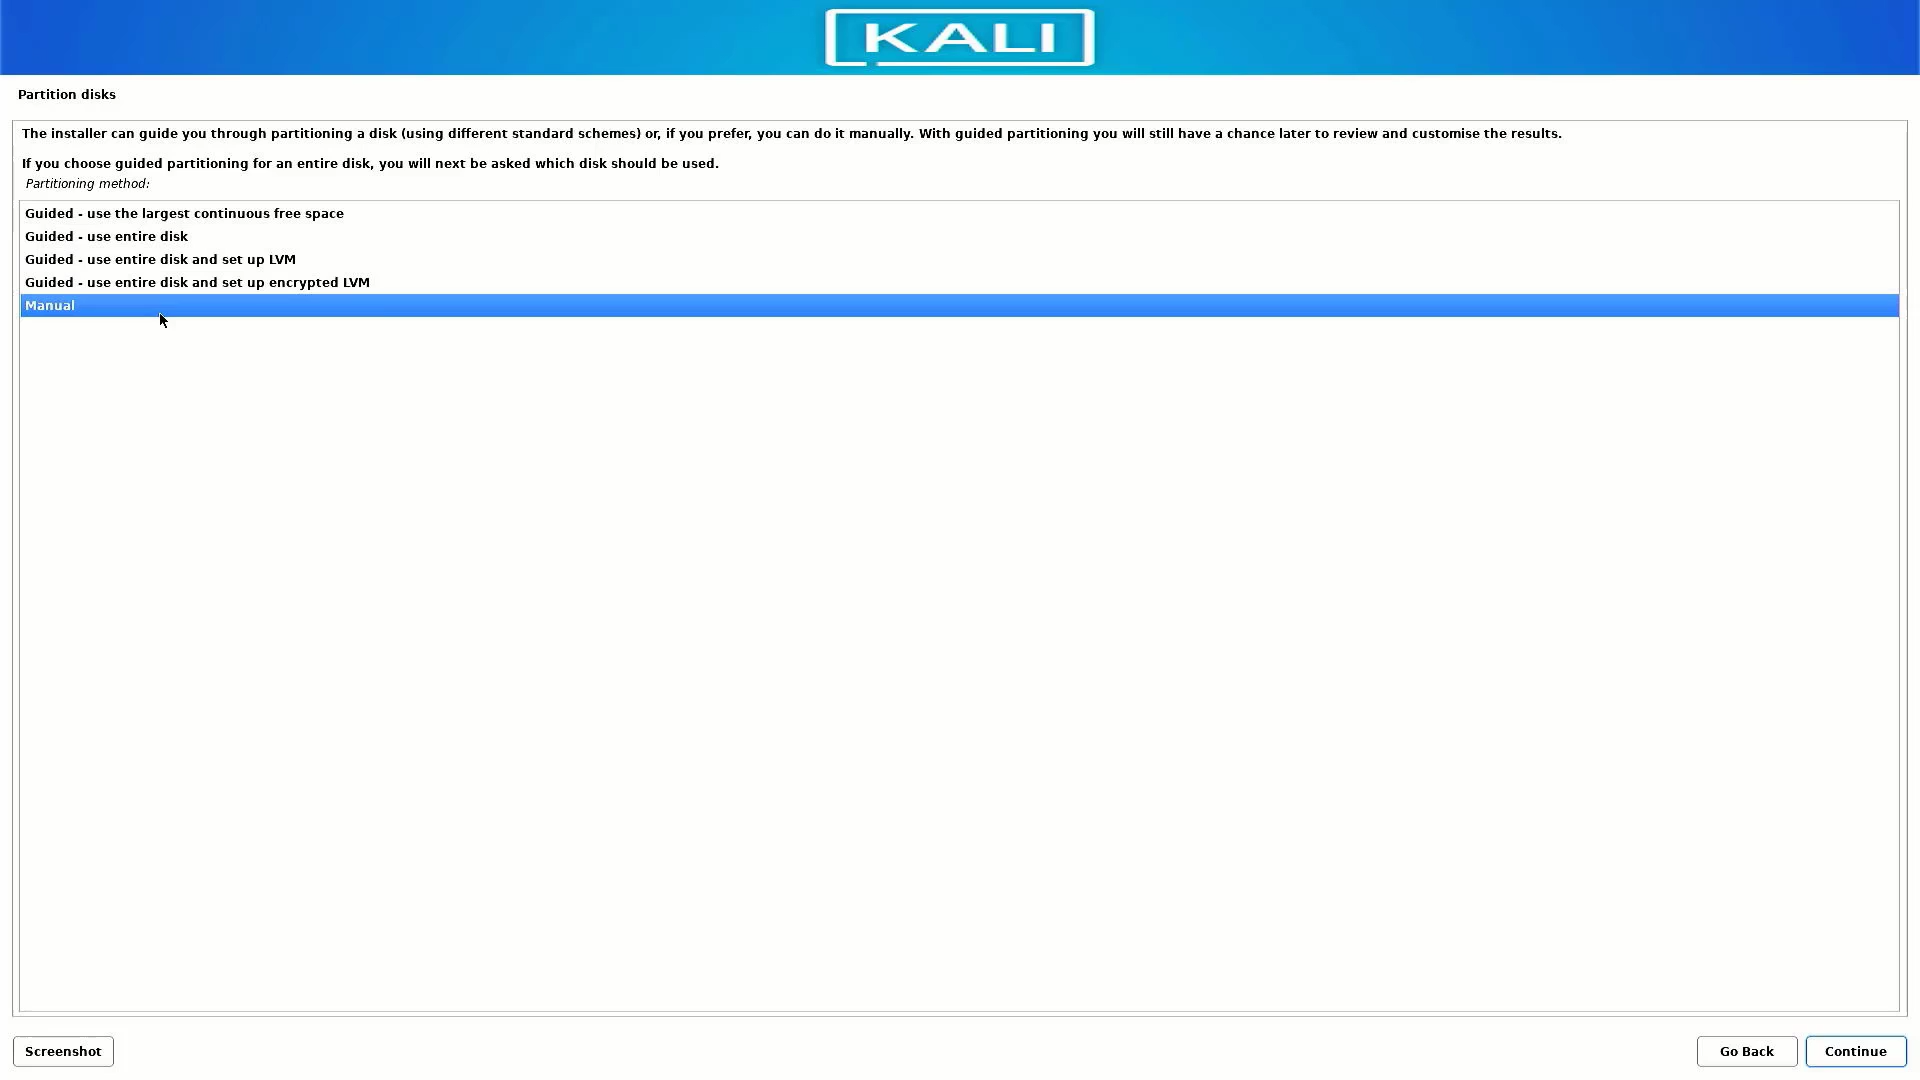 KALI
Partition disks
The installer can guide you through partitioning a disk (using different standard schemes) or, if you prefer, you can do it manually. With guided partitioning you will still have a chance later to review and customise the results.
If you choose guided partitioning for an entire disk, you will next be asked which disk should be used.
Partitioning method:
Guided - use the largest continuous free space
Guided - use entire disk
Guided - use entire disk and set up LVM
Guided - use entire disk and set up encrypted LVM
Manual
Screenshot
Go Back
Continue